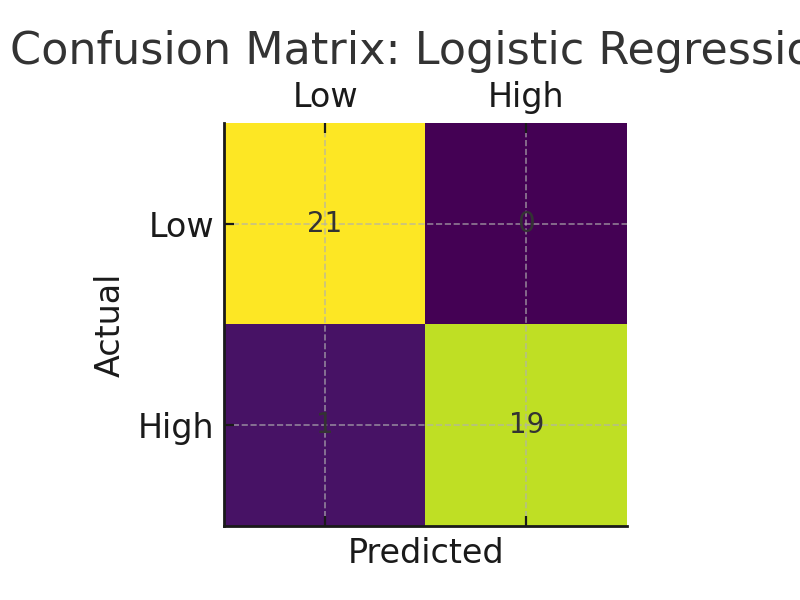 Confusion Matrix: Logistic Regressio
Low High
Low 21 0
Actual
High 1 19
Predicted